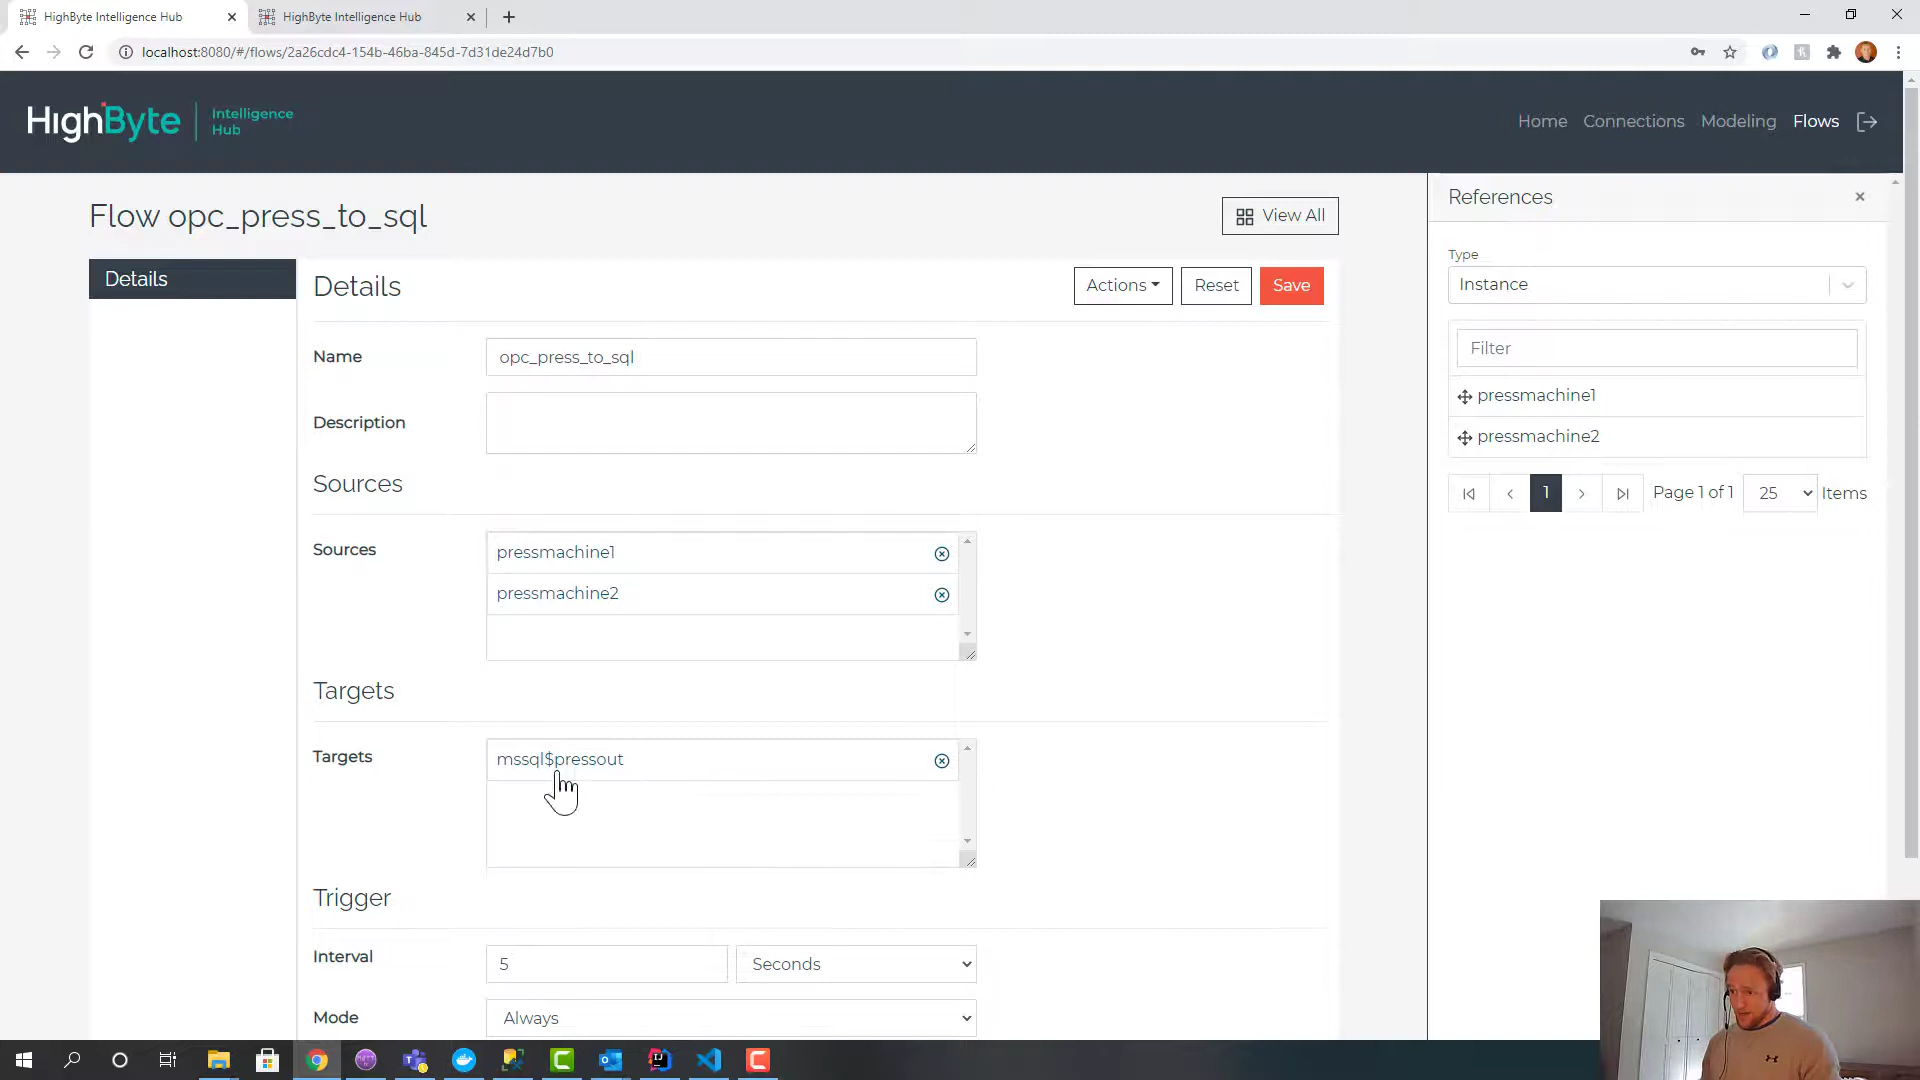 HighByte Intelligence Hub
HighByte Intelligence Hub
localhost:8080/#/flows/2a26cdc4-154b-46ba-845d-7d31de24d7b0
HighByte
Intelligence
Hub
Home
Connections
Modeling
Flows
Flow opc_press_to_sql
View All
Details
Details
Actions
Reset
Save
Name
opc_press_to_sql
Description
Sources
Sources
pressmachine1
pressmachine2
Targets
Targets
mssql$pressout
Trigger
Interval
5
Seconds
Mode
Always
References
Type
Instance
Filter
pressmachine1
pressmachine2
1
Page 1 of 1
25
Items